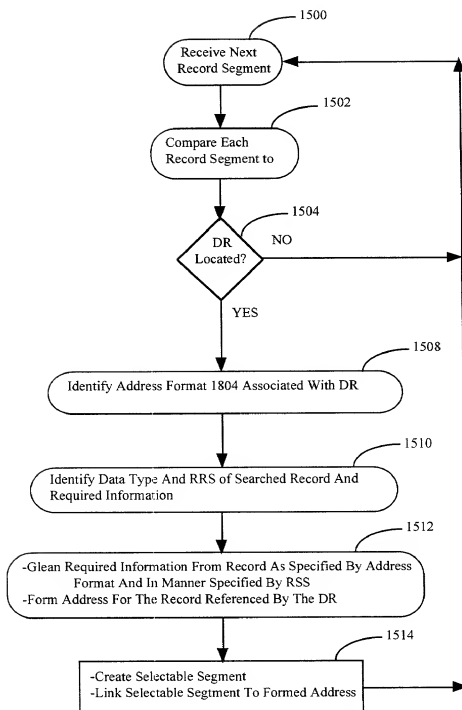 1500
Receive Next
Record Segment
1502
Compare Each
Record Segment to
1504
DR
Located?
NO
YES
1508
Identify Address Format 1804 Associated With DR
1510
Identify Data Type And RRS of Searched Record And
Required Information
1512
-Glean Required Information From Record As Specified By Address
Format And In Manner Specified By RSS
-Form Address For The Record Referenced By The DR
1514
-Create Selectable Segment
-Link Selectable Segtment To Formed Address